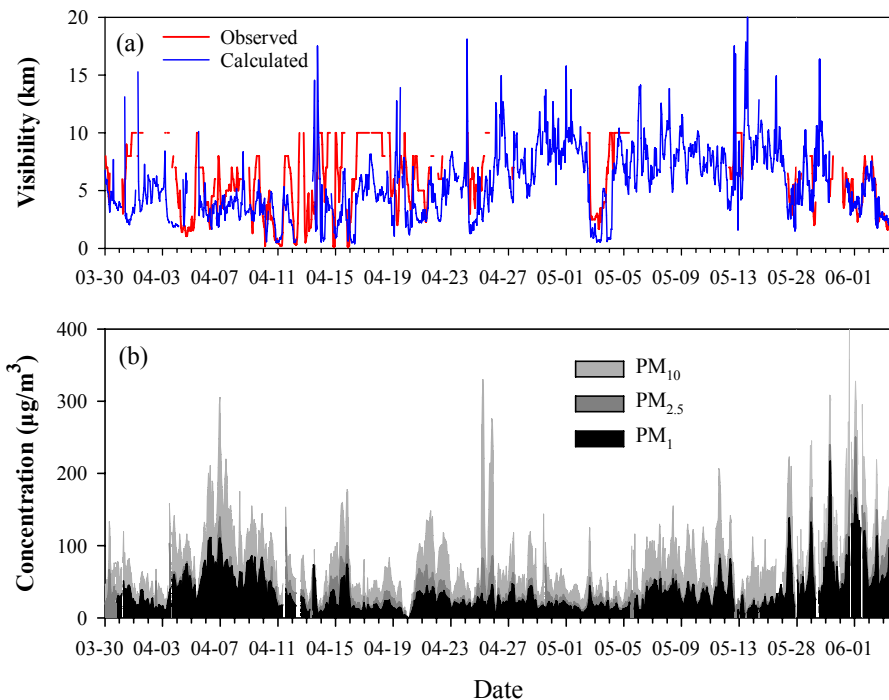 (a)
Observed
Calculated
Visibility (km)
20
15
10
5
0
03-30 04-03 04-07 04-11 04-15 04-19 04-23 04-27 05-01 05-05 05-09 05-13 05-28 06-01
(b)
PM10
PM2.5
PM1
Concentration (µg/m³)
400
300
200
100
0
03-30 04-03 04-07 04-11 04-15 04-19 04-23 04-27 05-01 05-05 05-09 05-13 05-28 06-01
Date